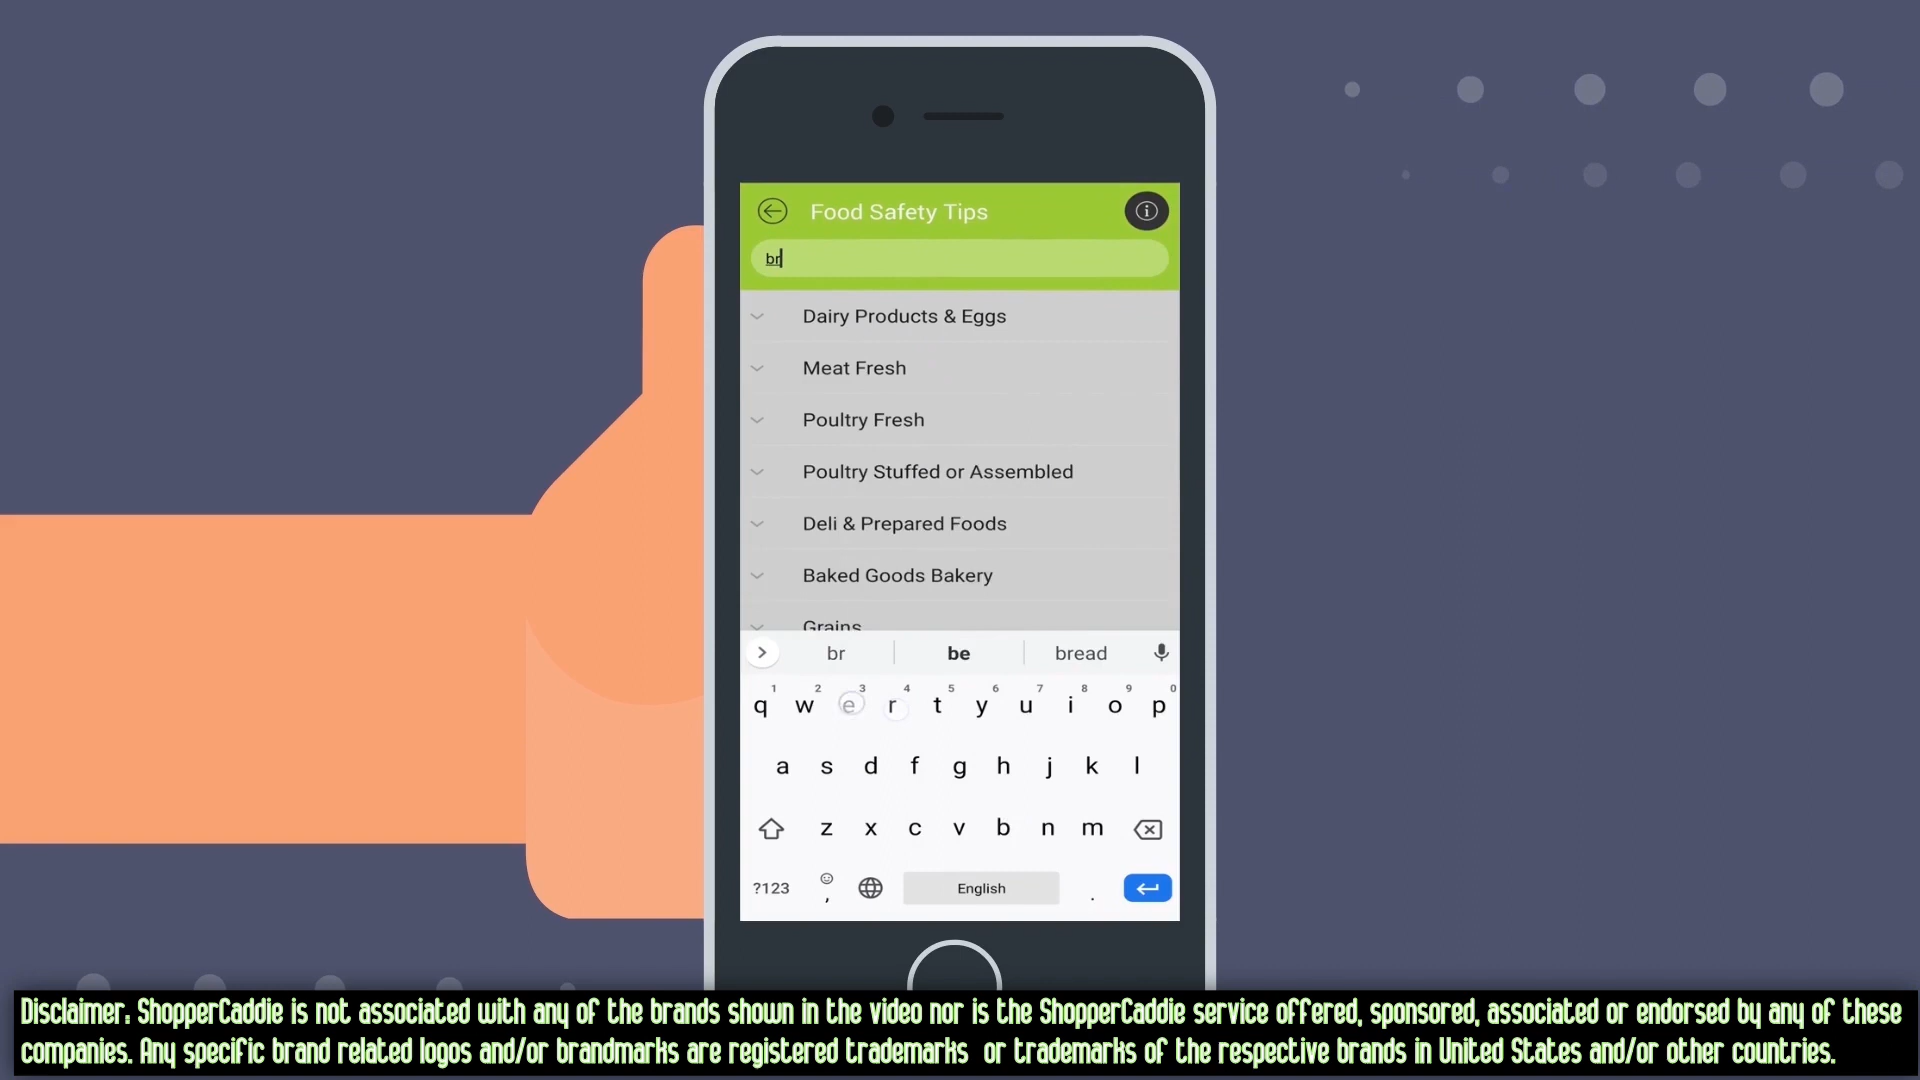 Food Safety Tips
br
Dairy Products & Eggs
Meat Fresh
Poultry Fresh
Poultry Stuffed or Assembled
Deli & Prepared Foods
Baked Goods Bakery
Grains
br be bread
1 2 3 4 5 6 7 8 9 0
q w e r t y u i o p
a s d f g h j k l
z x c v b n m
?123 , English .
Disclaimer: ShopperCaddie is not associated with any of the brands shown in the video nor is the ShopperCaddie service offered, sponsored, associated or endorsed by any of these
companies. Any specific brand related logos and/or brandmarks are registered trademarks or trademarks of the respective brands in United States and/or other countries.